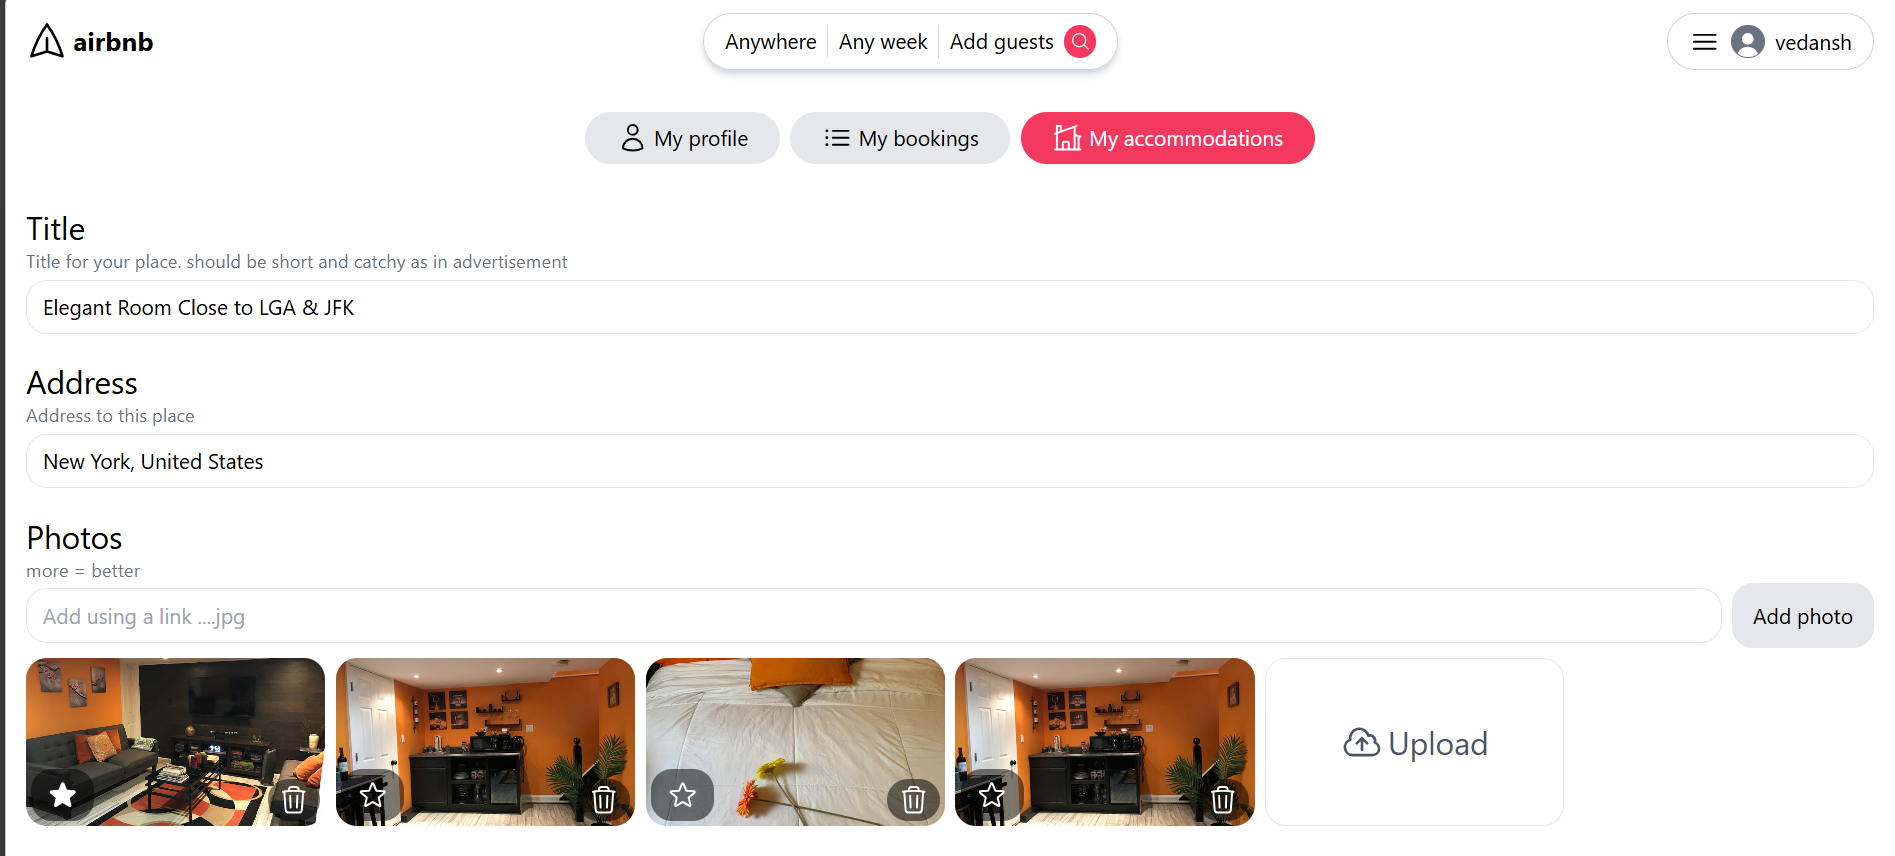 airbnb
Anywhere Any week Add guests
vedansh
My profile My bookings My accommodations
Title
Title for your place. should be short and catchy as in advertisement
Elegant Room Close to LGA & JFK
Address
Address to this place
New York, United States
Photos
more = better
Add using a link ....jpg
Add photo
Upload